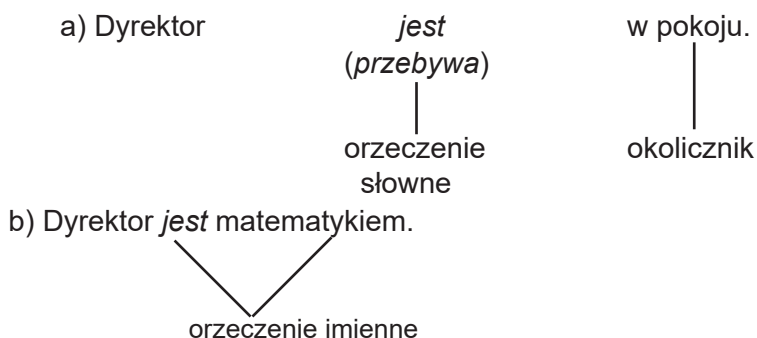 a) Dyrektor jest w pokoju.
(przebywa)
orzeczenie okolicznik
słowne
b) Dyrektor jest matematykiem.
orzeczenie imienne